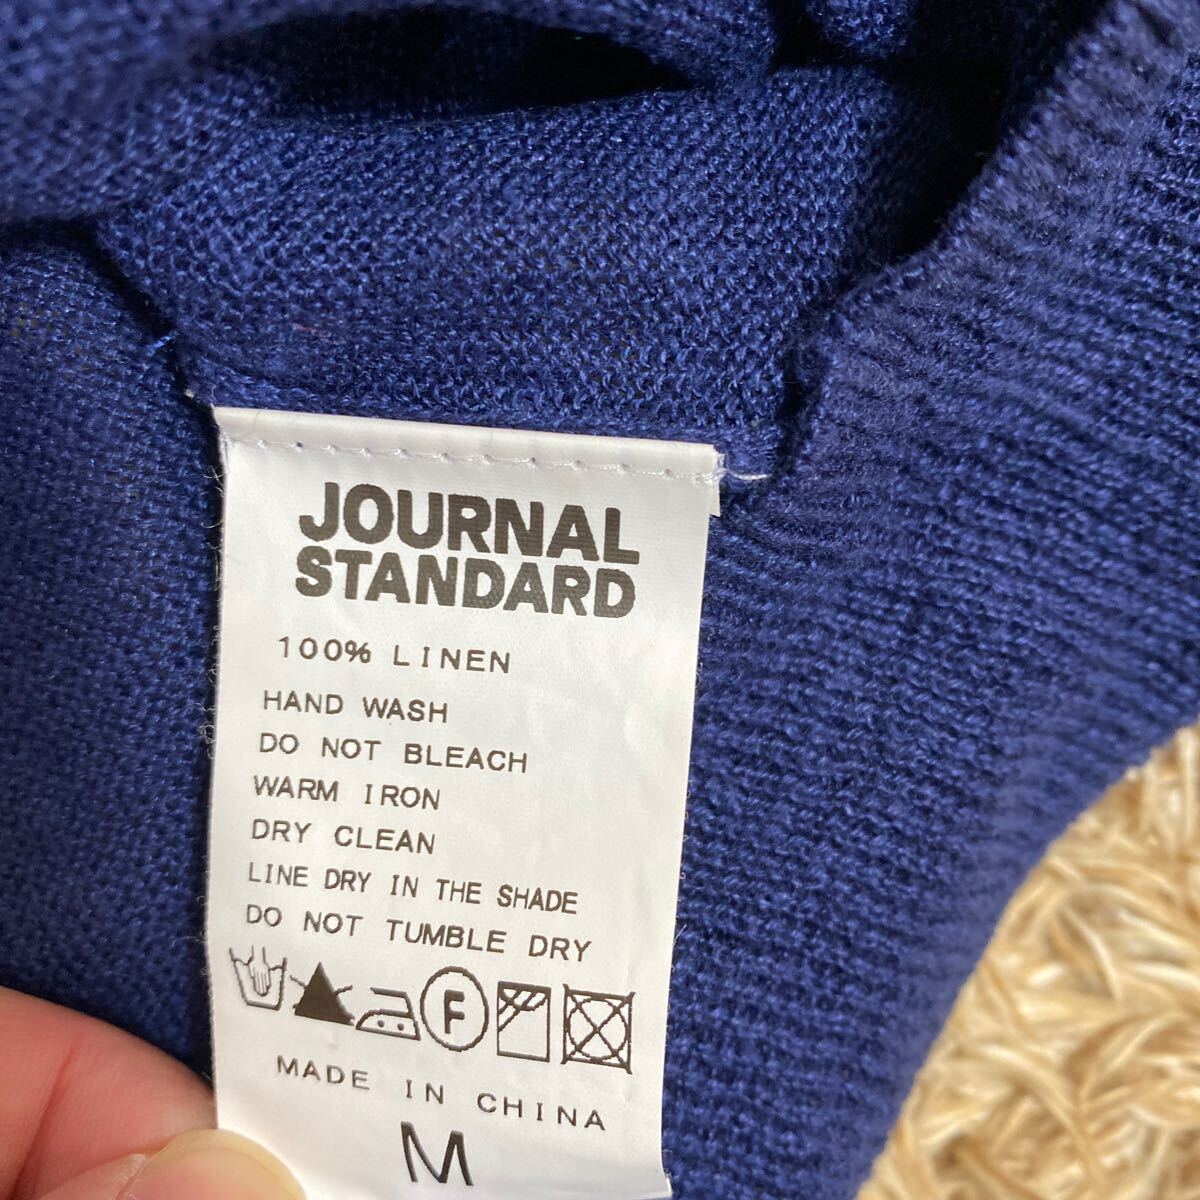 JOURNAL
STANDARD
100% LINEN
HAND WASH
DO NOT BLEACH
WARM IRON
DRY CLEAN
LINE DRY IN THE SHADE
DO NOT TUMBLE DRY
F
MADE IN CHINA
M